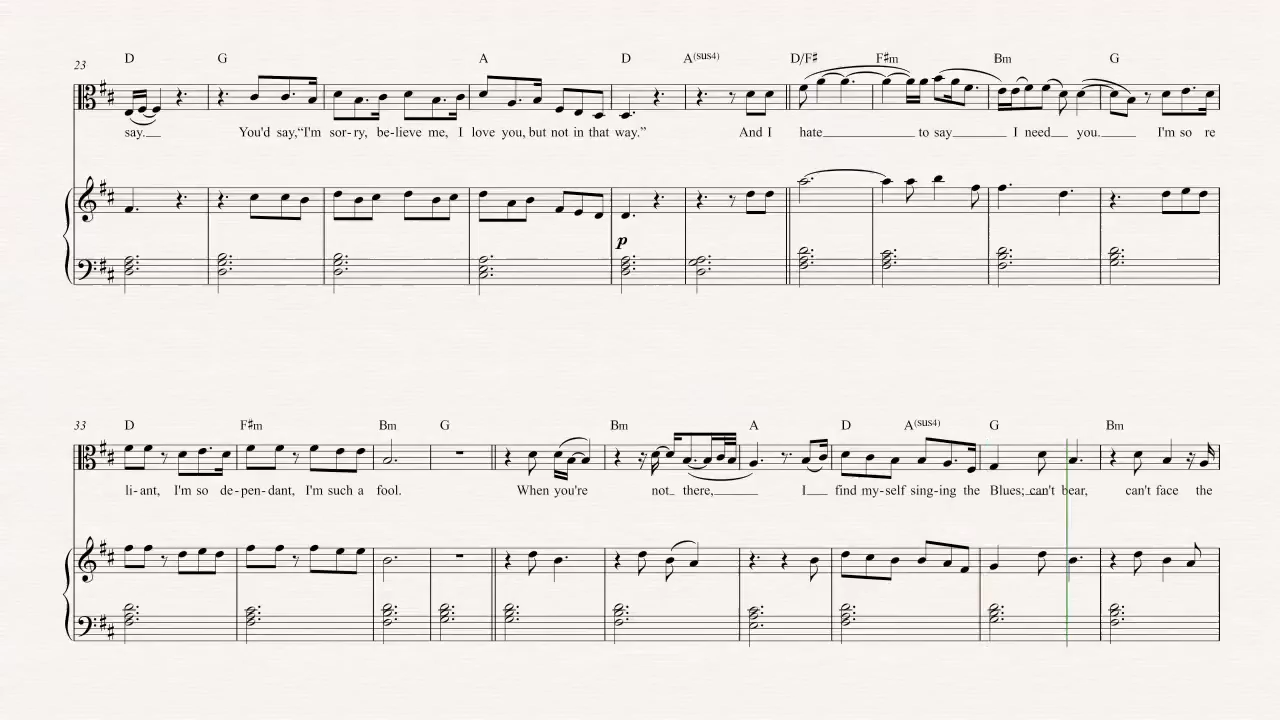 D G A D A(sus4) D/F♯ F♯m Bm G
23
say. You'd say,“I'm sor-ry, be-lieve me, I love you, but not in that way.” And I hate to say I need you. I'm so re
p
D F♯m Bm G Bm A D A(sus4) G Bm
33
li-ant, I'm so de-pen-dant, I'm such a fool. When you're not there, I find my-self sing-ing the Blues; can't bear, can't face the